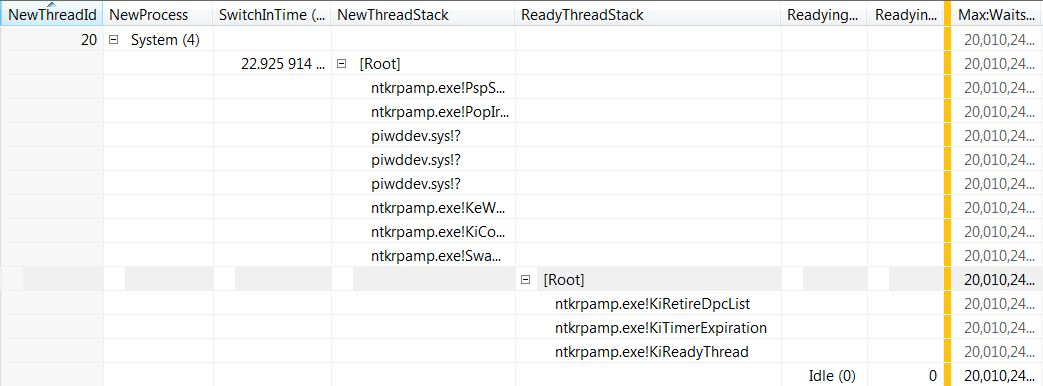 NewThreadId NewProcess SwitchInTime (... NewThreadStack ReadyThreadStack Readying... Readyin... Max:Waits...
20 System (4) 20,010,24...
22.925 914 ... [Root] 20,010,24...
ntkrpamp.exe!PspS... 20,010,24...
ntkrpamp.exe!PopIr... 20,010,24...
piwddev.sys!? 20,010,24...
piwddev.sys!? 20,010,24...
piwddev.sys!? 20,010,24...
ntkrpamp.exe!KeW... 20,010,24...
ntkrpamp.exe!KiCo... 20,010,24...
ntkrpamp.exe!Swa... 20,010,24...
[Root] 20,010,24...
ntkrpamp.exe!KiRetireDpcList 20,010,24...
ntkrpamp.exe!KiTimerExpiration 20,010,24...
ntkrpamp.exe!KiReadyThread 20,010,24...
Idle (0) 0 20,010,24...